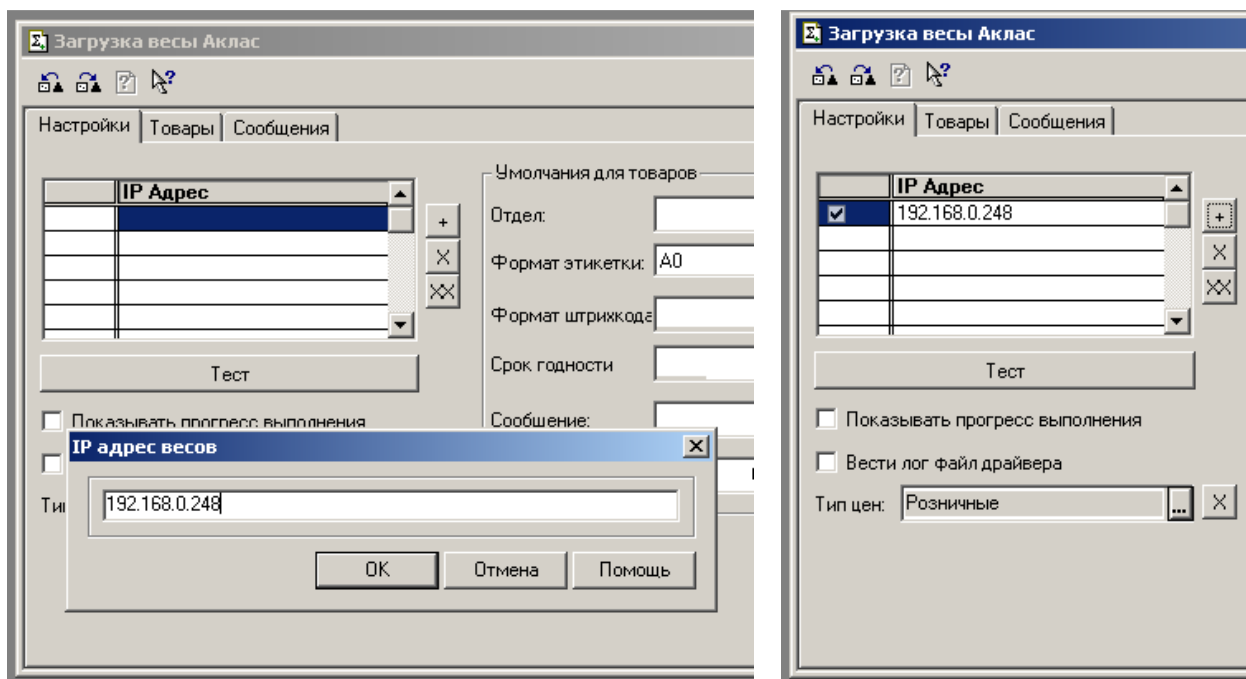 Загрузка весы Аклас
Настройки Товары Сообщения
IP Адрес
+
X
XX
Тест
Показывать прогресс выполнения
Умолчания для товаров
Отдел:
Формат этикетки: A0
Формат штрихкода
Срок годности
Сообщение:
IP адрес весов
192.168.0.248
OK Отмена Помощь
Загрузка весы Аклас
Настройки Товары Сообщения
IP Адрес
192.168.0.248
+
X
XX
Тест
Показывать прогресс выполнения
Вести лог файл драйвера
Тип цен: Розничные ... X